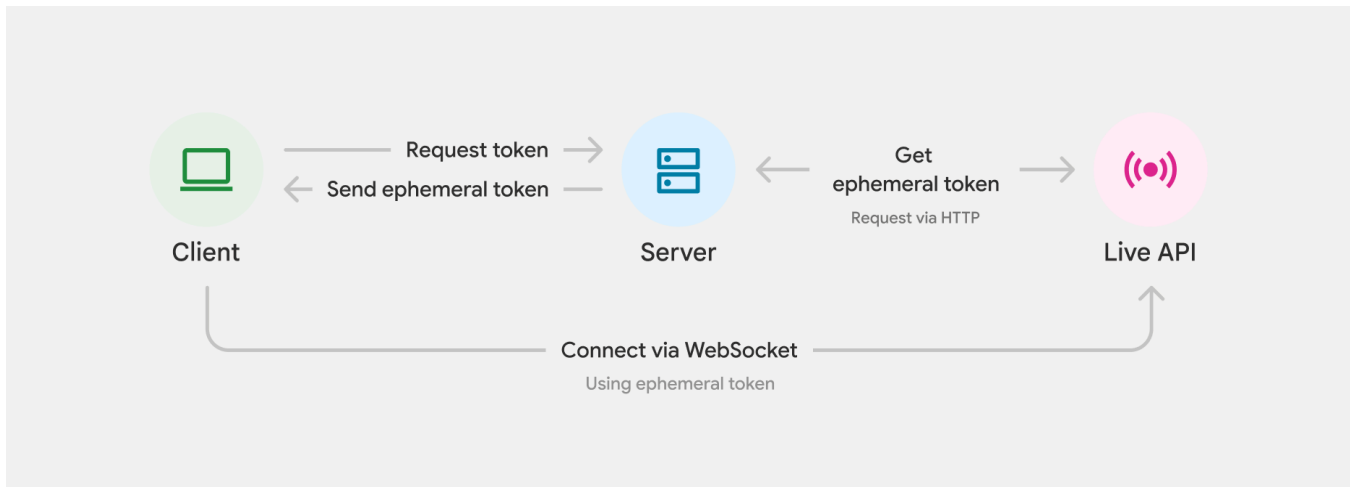 Request token
Send ephemeral token
Get
ephemeral token
Request via HTTP
Client
Server
Live API
Connect via WebSocket
Using ephemeral token